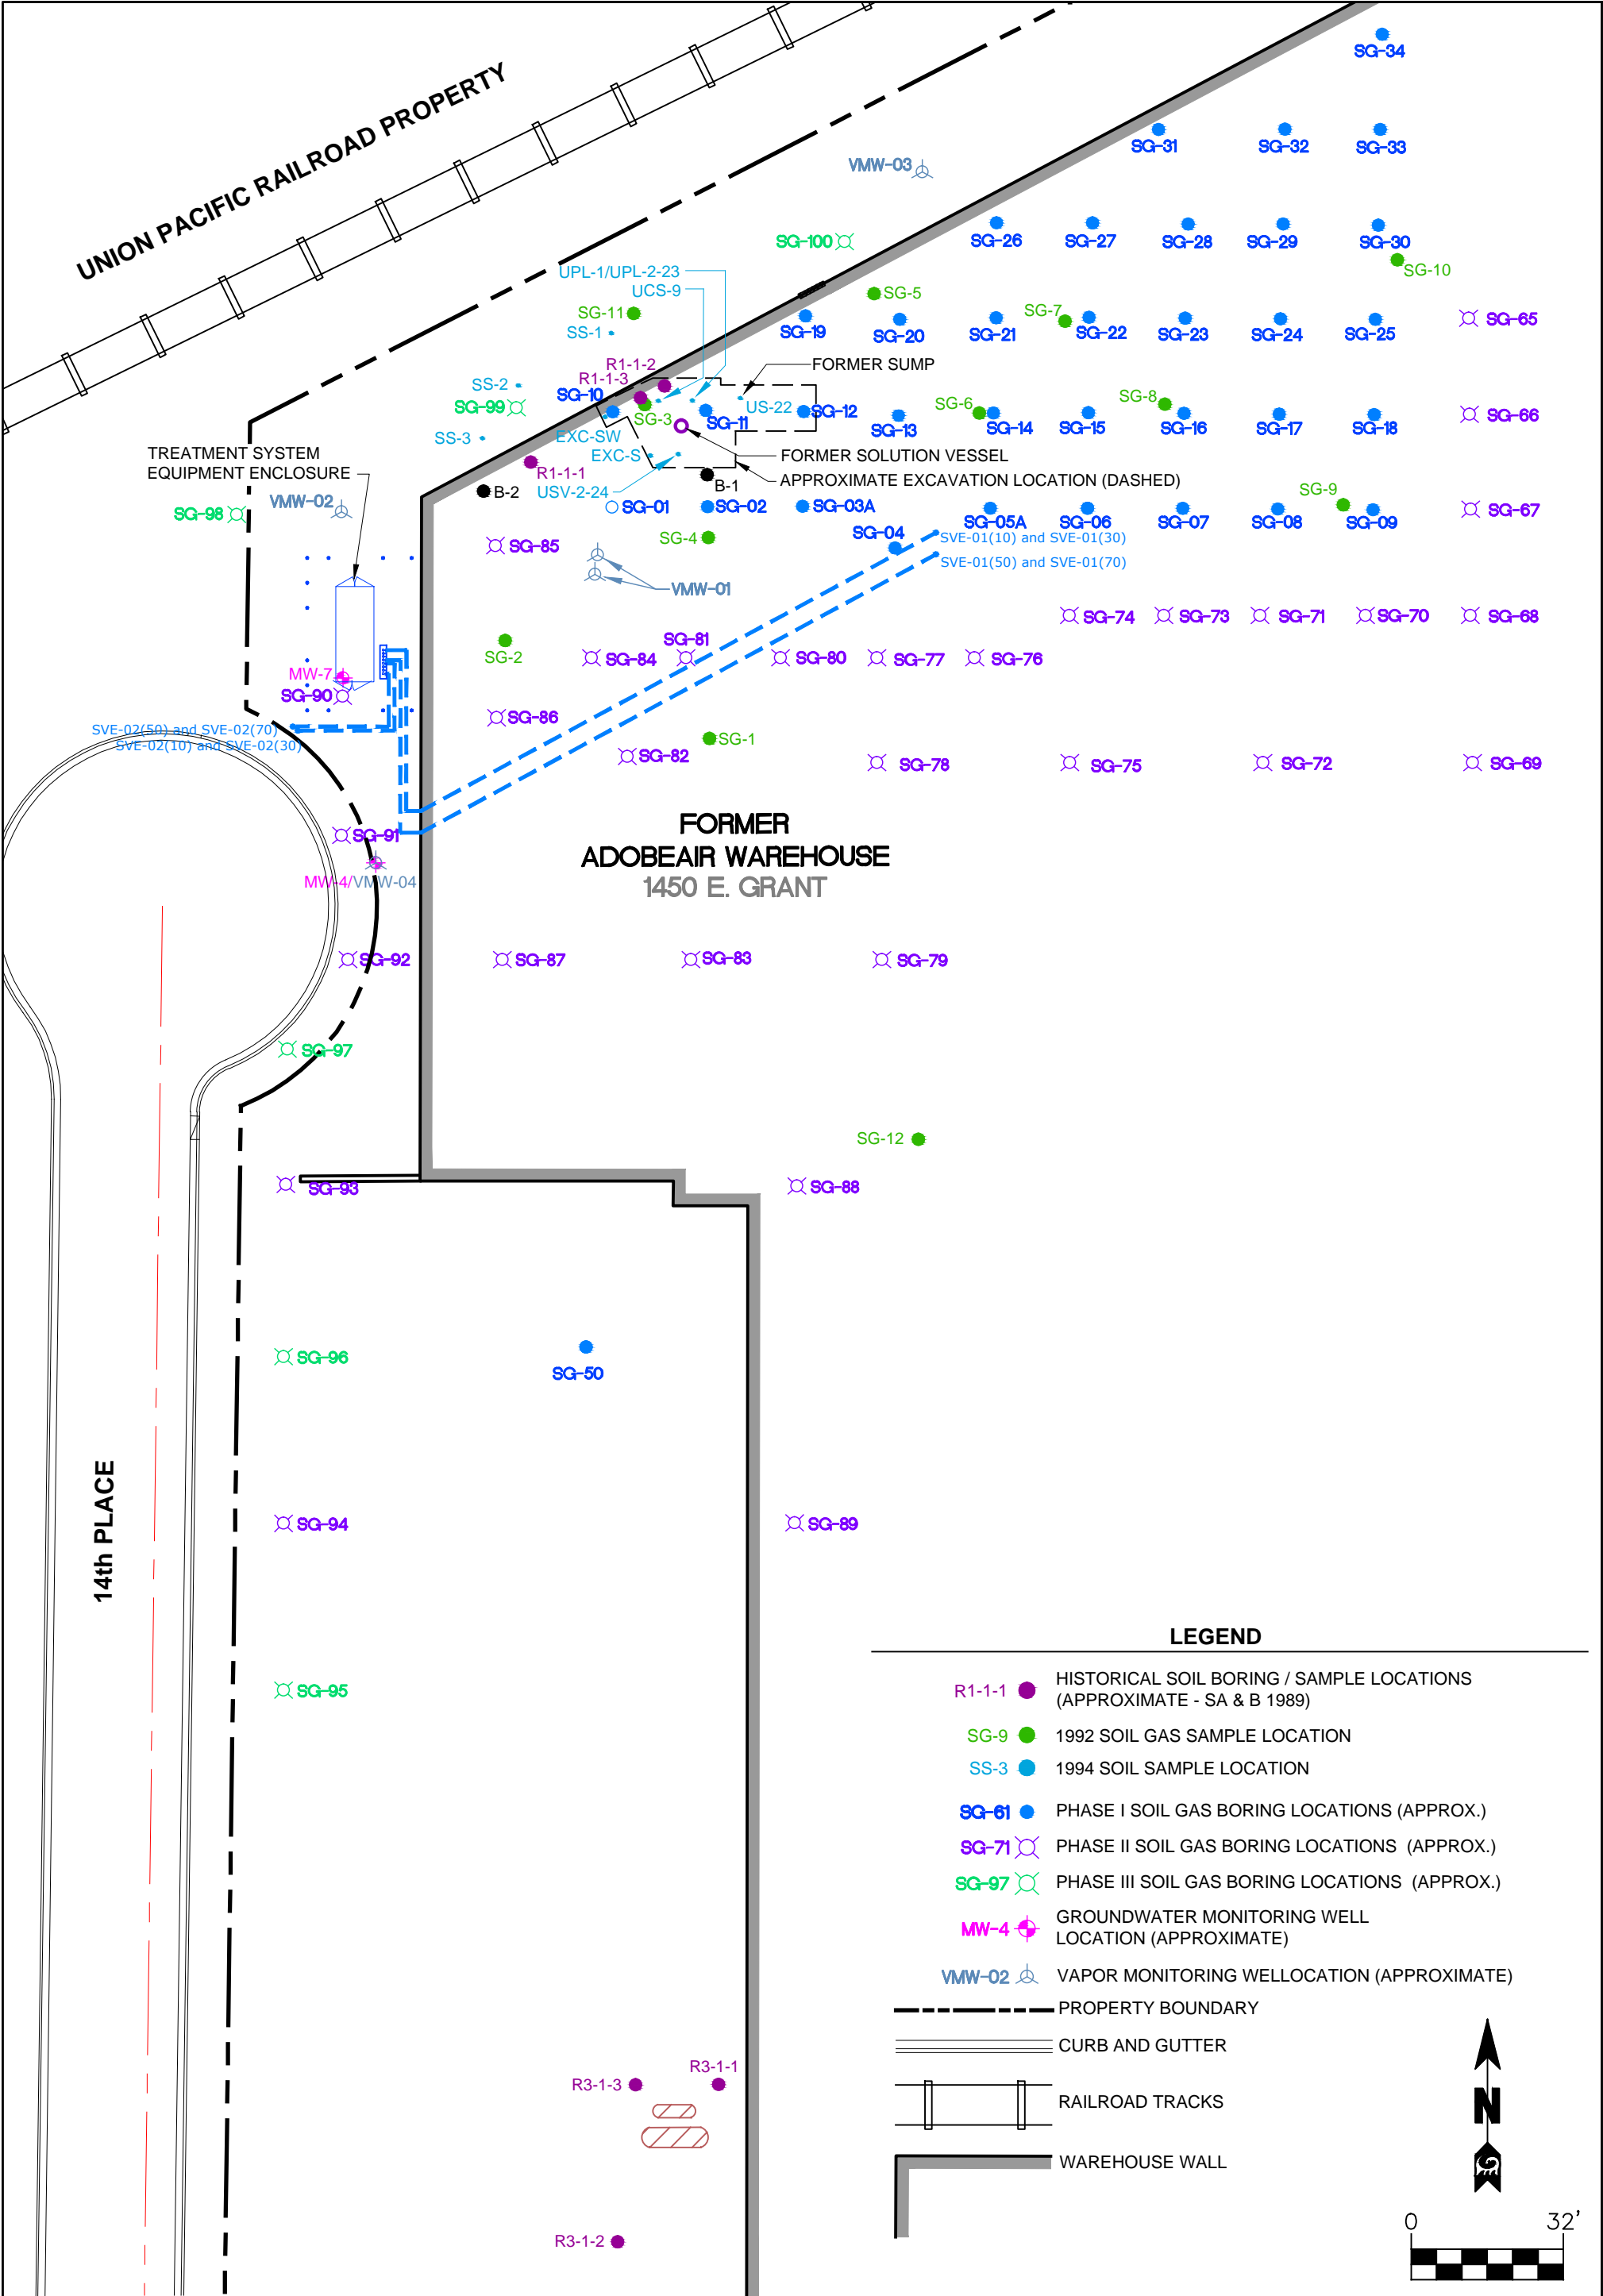 SG-34
UNION PACIFIC RAILROAD PROPERTY
SG-31
SG-32
SG-33
VMW-03
SG-100
SG-26
SG-27
SG-28
SG-29
SG-30
SG-10
UPL-1/UPL-2-23
UCS-9
SG-5
SG-11
SS-1
SG-7
SG-19
SG-20
SG-21
SG-22
SG-23
SG-24
SG-25
SG-65
R1-1-2
R1-1-3
FORMER SUMP
SS-2
SG-10
SG-99
US-22
SG-12
SG-6
SG-8
SG-3
SG-11
SG-13
SG-14
SG-15
SG-16
SG-17
SG-18
SG-66
SS-3
EXC-SW
EXC-S
FORMER SOLUTION VESSEL
TREATMENT SYSTEM
EQUIPMENT ENCLOSURE
R1-1-1
APPROXIMATE EXCAVATION LOCATION (DASHED)
B-2
USV-2-24
B-1
SG-9
VMW-02
SG-98
SG-01
SG-02
SG-03A
SG-04
SG-05A
SG-06
SG-07
SG-08
SG-09
SG-67
SG-85
SG-4
SVE-01(10) and SVE-01(30)
SVE-01(50) and SVE-01(70)
VMW-01
SG-74
SG-73
SG-71
SG-70
SG-68
SG-81
SG-2
SG-84
SG-80
SG-77
SG-76
MW-7
SG-90
SG-86
SVE-02(50) and SVE-02(70)
SVE-02(10) and SVE-02(30)
SG-1
SG-82
SG-78
SG-75
SG-72
SG-69
FORMER
ADOBEAIR WAREHOUSE
1450 E. GRANT
SG-91
MW-4/VMW-04
SG-92
SG-87
SG-83
SG-79
SG-97
SG-12
SG-93
SG-88
SG-96
SG-50
14th PLACE
SG-94
SG-89
SG-95
LEGEND
R1-1-1 HISTORICAL SOIL BORING / SAMPLE LOCATIONS
(APPROXIMATE - SA & B 1989)
SG-9 1992 SOIL GAS SAMPLE LOCATION
SS-3 1994 SOIL SAMPLE LOCATION
SG-61 PHASE I SOIL GAS BORING LOCATIONS (APPROX.)
SG-71 PHASE II SOIL GAS BORING LOCATIONS (APPROX.)
SG-97 PHASE III SOIL GAS BORING LOCATIONS (APPROX.)
MW-4 GROUNDWATER MONITORING WELL
LOCATION (APPROXIMATE)
VMW-02 VAPOR MONITORING WELLOCATION (APPROXIMATE)
PROPERTY BOUNDARY
CURB AND GUTTER
RAILROAD TRACKS
WAREHOUSE WALL
R3-1-1
R3-1-3
R3-1-2
N
0 32'